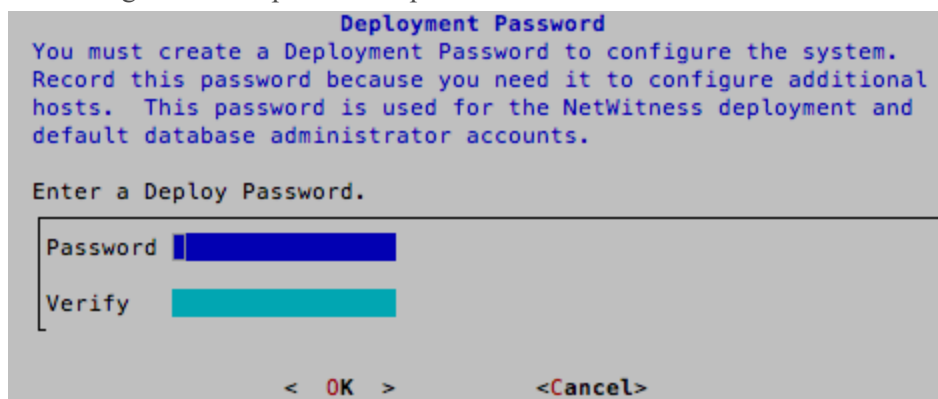 Deployment Password
You must create a Deployment Password to configure the system.
Record this password because you need it to configure additional
hosts.  This password is used for the NetWitness deployment and
default database administrator accounts.
Enter a Deploy Password.
Password
Verify
<  OK  > <Cancel>